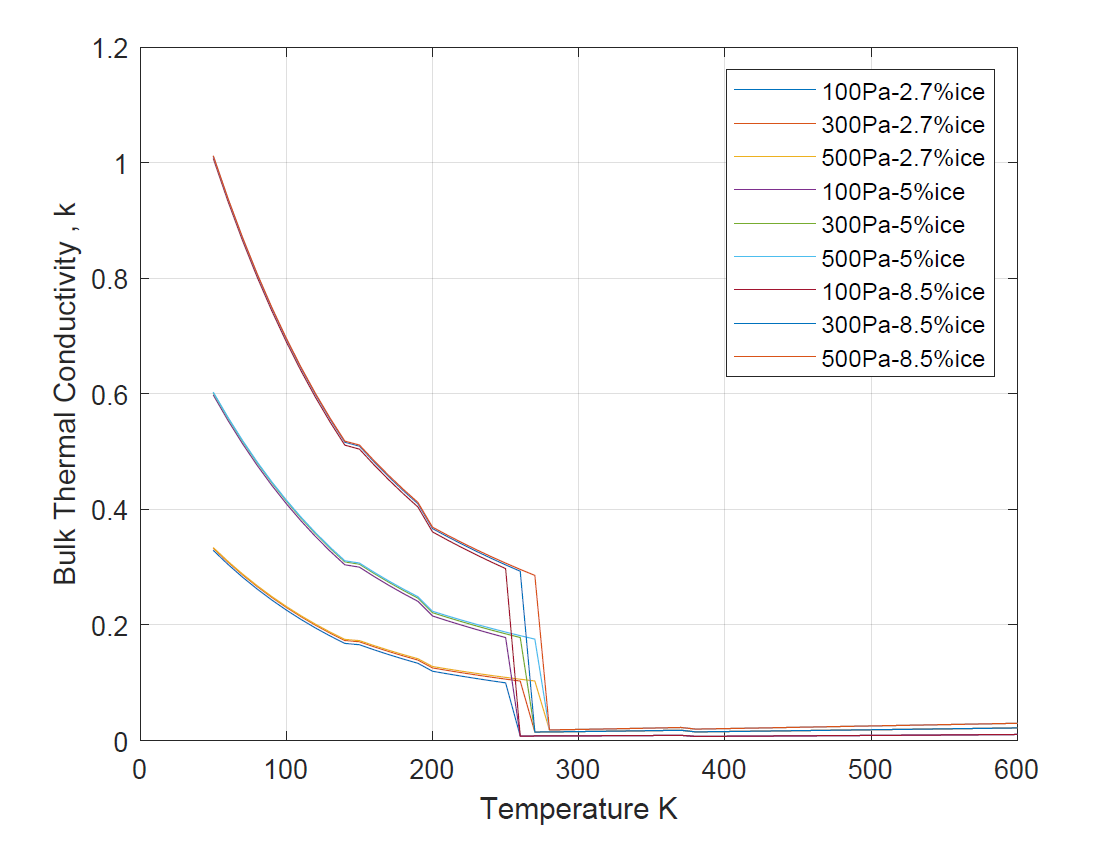 1.2
1
0.8
0.6
0.4
0.2
0
Bulk Thermal Conductivity , k
100Pa-2.7%ice
300Pa-2.7%ice
500Pa-2.7%ice
100Pa-5%ice
300Pa-5%ice
500Pa-5%ice
100Pa-8.5%ice
300Pa-8.5%ice
500Pa-8.5%ice
0 100 200 300 400 500 600
Temperature K